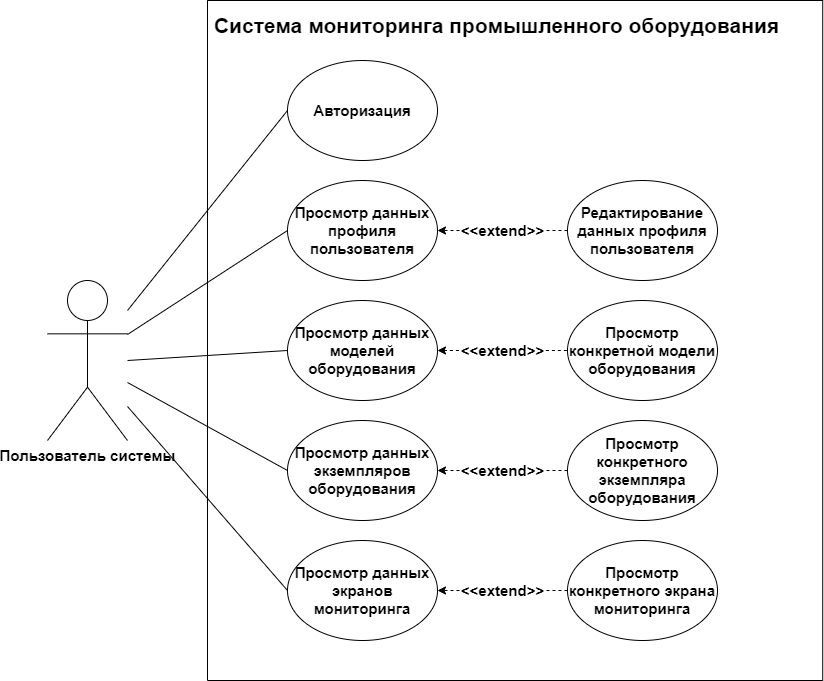 Система мониторинга промышленного оборудования
Авторизация
Просмотр данных
профиля
пользователя
<<extend>>
Редактирование
данных профиля
пользователя
Просмотр данных
моделей
оборудования
<<extend>>
Просмотр
конкретной модели
оборудования
Пользователь системы
Просмотр данных
экземпляров
оборудования
<<extend>>
Просмотр
конкретного
экземпляра
оборудования
Просмотр данных
экранов
мониторинга
<<extend>>
Просмотр
конкретного экрана
мониторинга